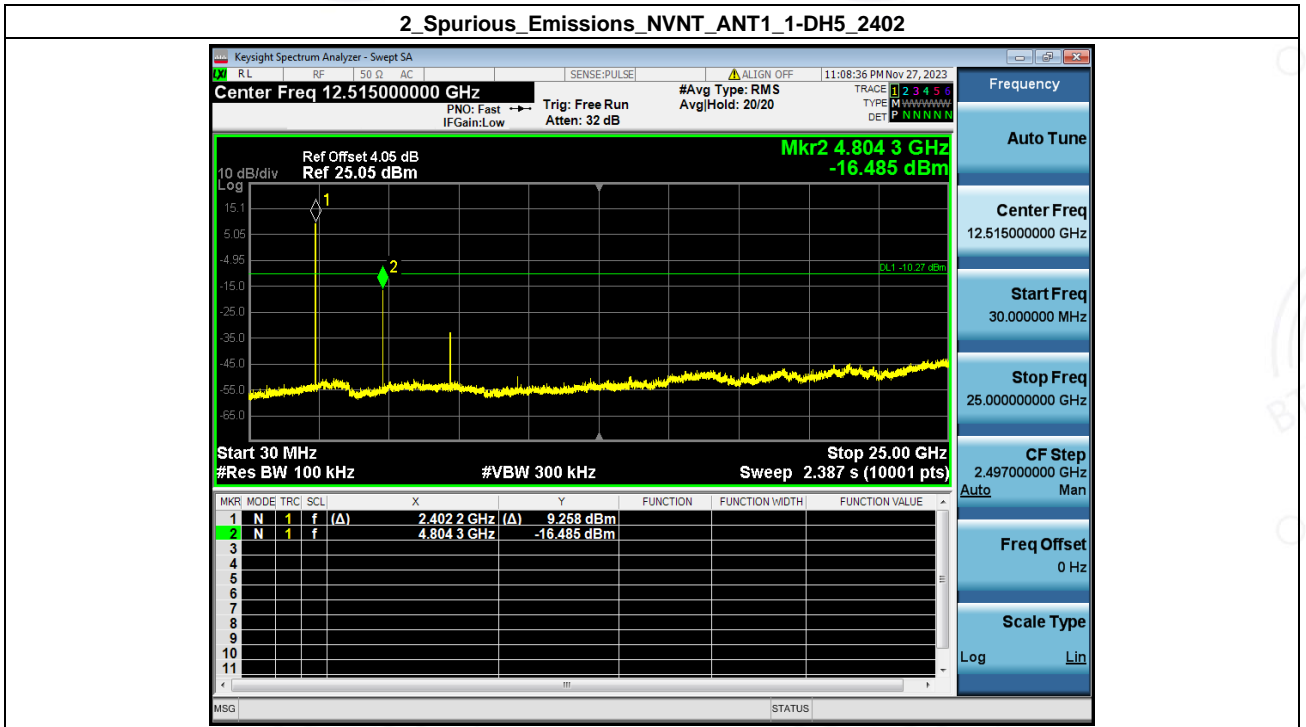 2_Spurious_Emissions_NVNT_ANT1_1-DH5_2402
Keysight Spectrum Analyzer - Swept SA
LXI RL RF 50 Ω AC SENSE:PULSE ALIGN OFF 11:08:36 PM Nov 27, 2023
Center Freq 12.515000000 GHz
PNO: Fast
IFGain:Low
Trig: Free Run
Atten: 32 dB
#Avg Type: RMS
Avg|Hold: 20/20
TRACE 1 2 3 4 5 6
TYPE M WWWWW
DET P N N N N N
Mkr2 4.804 3 GHz
-16.485 dBm
Ref Offset 4.05 dB
10 dB/div Ref 25.05 dBm
Log
15.1
5.05
-4.95
-15.0
-25.0
-35.0
-45.0
-55.0
-65.0
1
2
DL1 -10.27 dBm
Start 30 MHz Stop 25.00 GHz
#Res BW 100 kHz #VBW 300 kHz Sweep 2.387 s (10001 pts)
MKR MODE TRC SCL X Y FUNCTION FUNCTION WIDTH FUNCTION VALUE
1 N 1 f (Δ) 2.402 2 GHz (Δ) 9.258 dBm
2 N 1 f 4.804 3 GHz -16.485 dBm
3
4
5
6
7
8
9
10
11
MSG STATUS
Frequency
Auto Tune
Center Freq
12.515000000 GHz
Start Freq
30.000000 MHz
Stop Freq
25.000000000 GHz
CF Step
2.497000000 GHz
Auto Man
Freq Offset
0 Hz
Scale Type
Log Lin